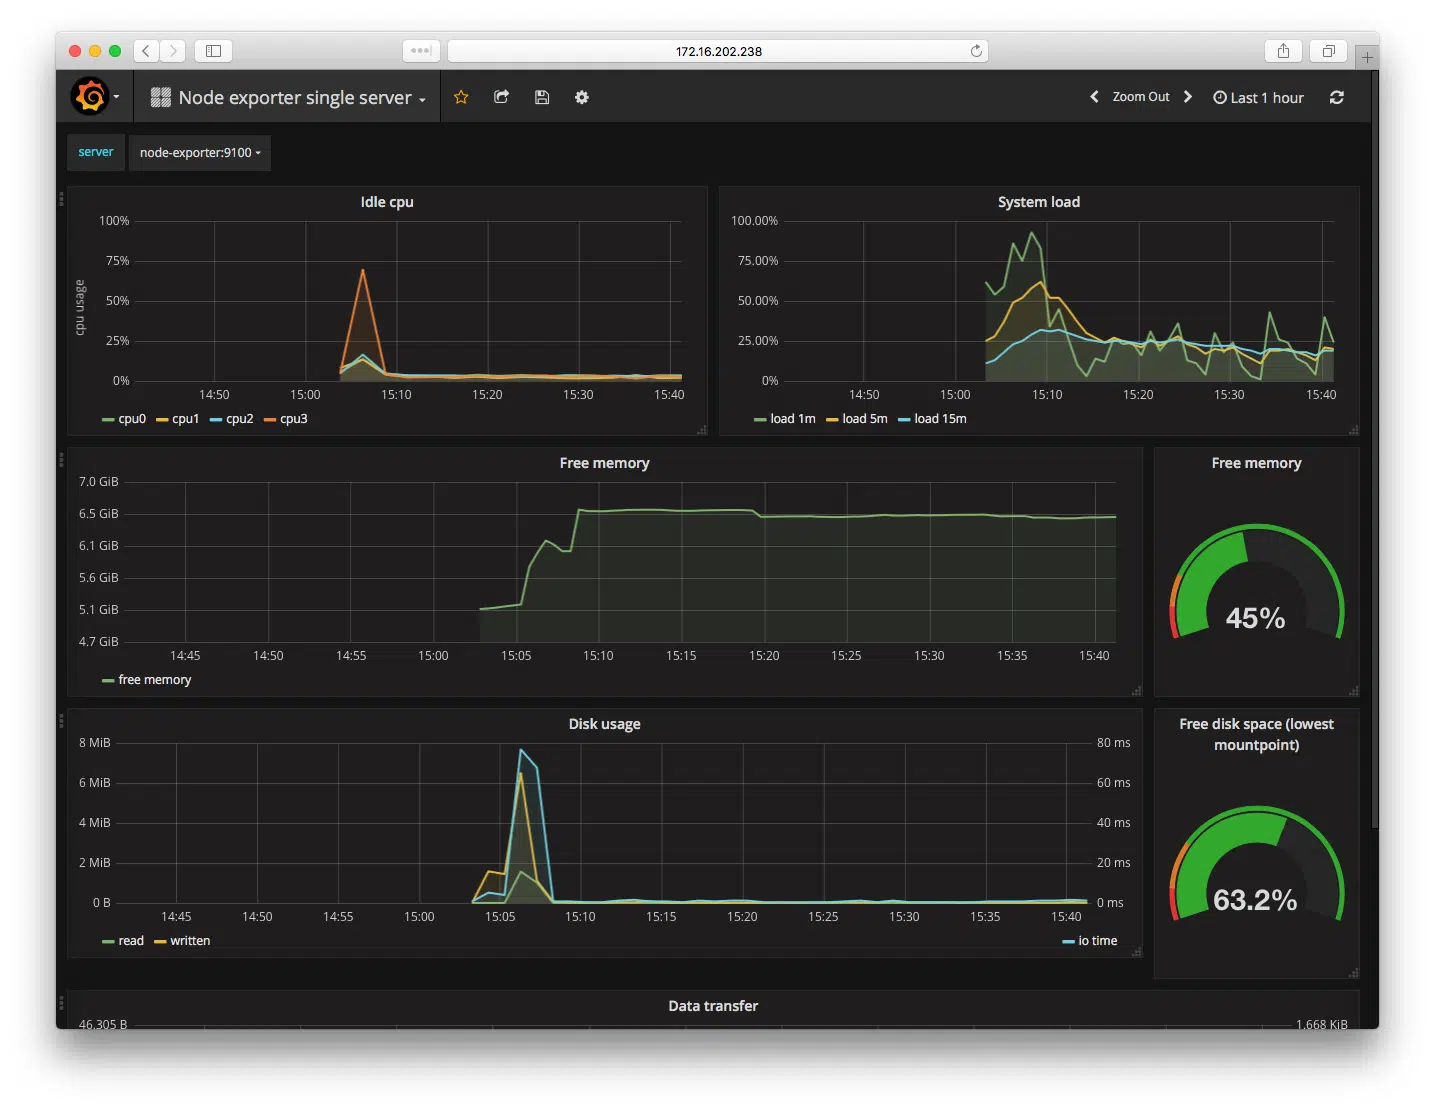 172.16.202.238
Node exporter single server
Zoom Out
Last 1 hour
server
node-exporter:9100
Idle cpu
cpu usage
100%
75%
50%
25%
0%
14:50 15:00 15:10 15:20 15:30 15:40
cpu0 cpu1 cpu2 cpu3
System load
100.00%
75.00%
50.00%
25.00%
0%
14:50 15:00 15:10 15:20 15:30 15:40
load 1m load 5m load 15m
Free memory
7.0 GiB
6.5 GiB
6.1 GiB
5.6 GiB
5.1 GiB
4.7 GiB
14:45 14:50 14:55 15:00 15:05 15:10 15:15 15:20 15:25 15:30 15:35 15:40
free memory
Free memory
45%
Disk usage
8 MiB
6 MiB
4 MiB
2 MiB
0 B
80 ms
60 ms
40 ms
20 ms
0 ms
14:45 14:50 14:55 15:00 15:05 15:10 15:15 15:20 15:25 15:30 15:35 15:40
read written
io time
Free disk space (lowest
mountpoint)
63.2%
Data transfer
46.305 B
1.668 KiB